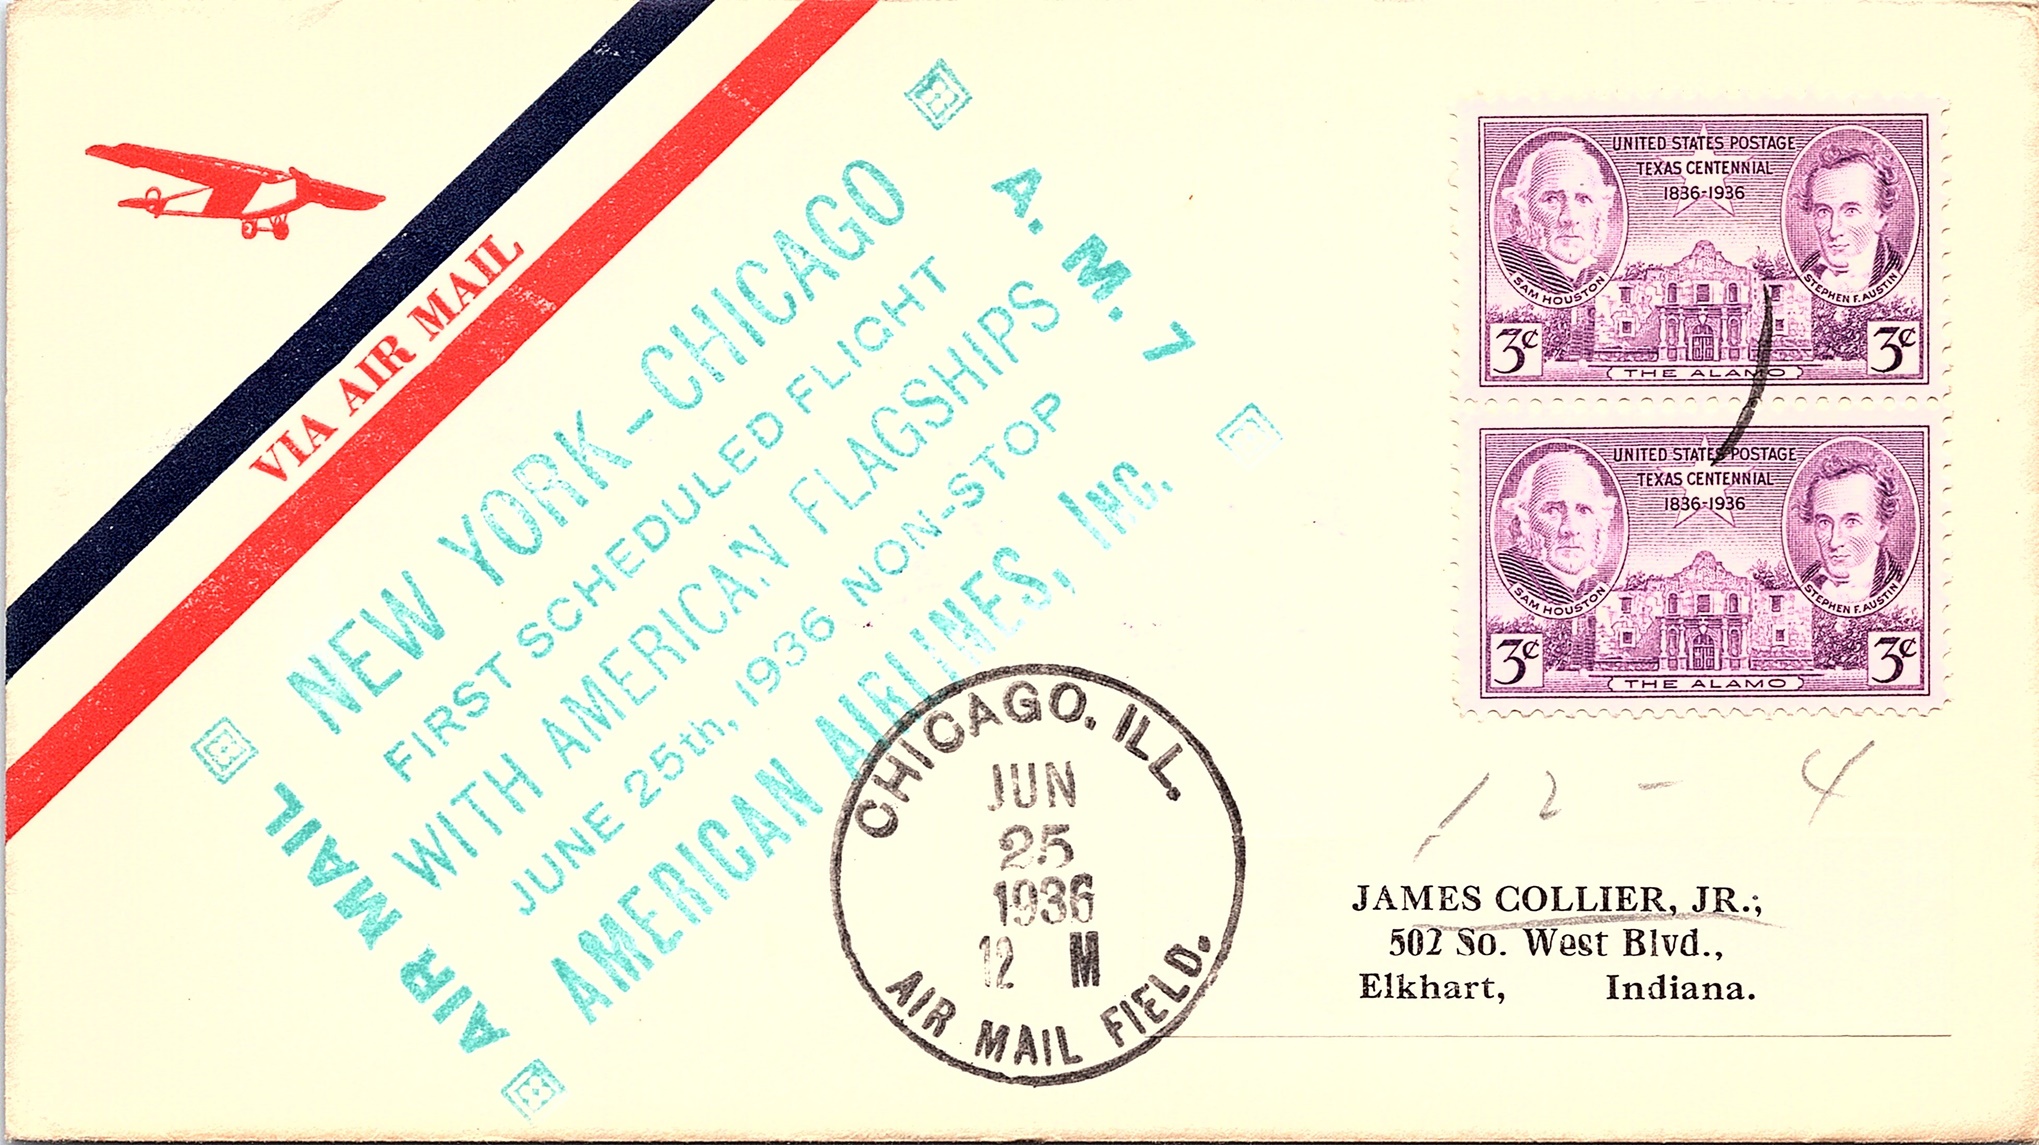 VIA AIR MAIL
NEW YORK-CHICAGO
FIRST SCHEDULED FLIGHT
WITH AMERICAN FLAGSHIPS
JUNE 25th, 1936 NON-STOP
AMERICAN AIRLINES, INC.
A. M. 7
AIR MAIL
UNITED STATES POSTAGE
TEXAS CENTENNIAL
1836-1936
SAM HOUSTON
STEPHEN F. AUSTIN
3¢ 3¢
THE ALAMO
UNITED STATES POSTAGE
TEXAS CENTENNIAL
1836-1936
SAM HOUSTON
STEPHEN F. AUSTIN
3¢ 3¢
THE ALAMO
CHICAGO, ILL.
JUN
25
1936
12 M
AIR MAIL FIELD.
12 - 4
JAMES COLLIER, JR.;
502 So. West Blvd.,
Elkhart, Indiana.